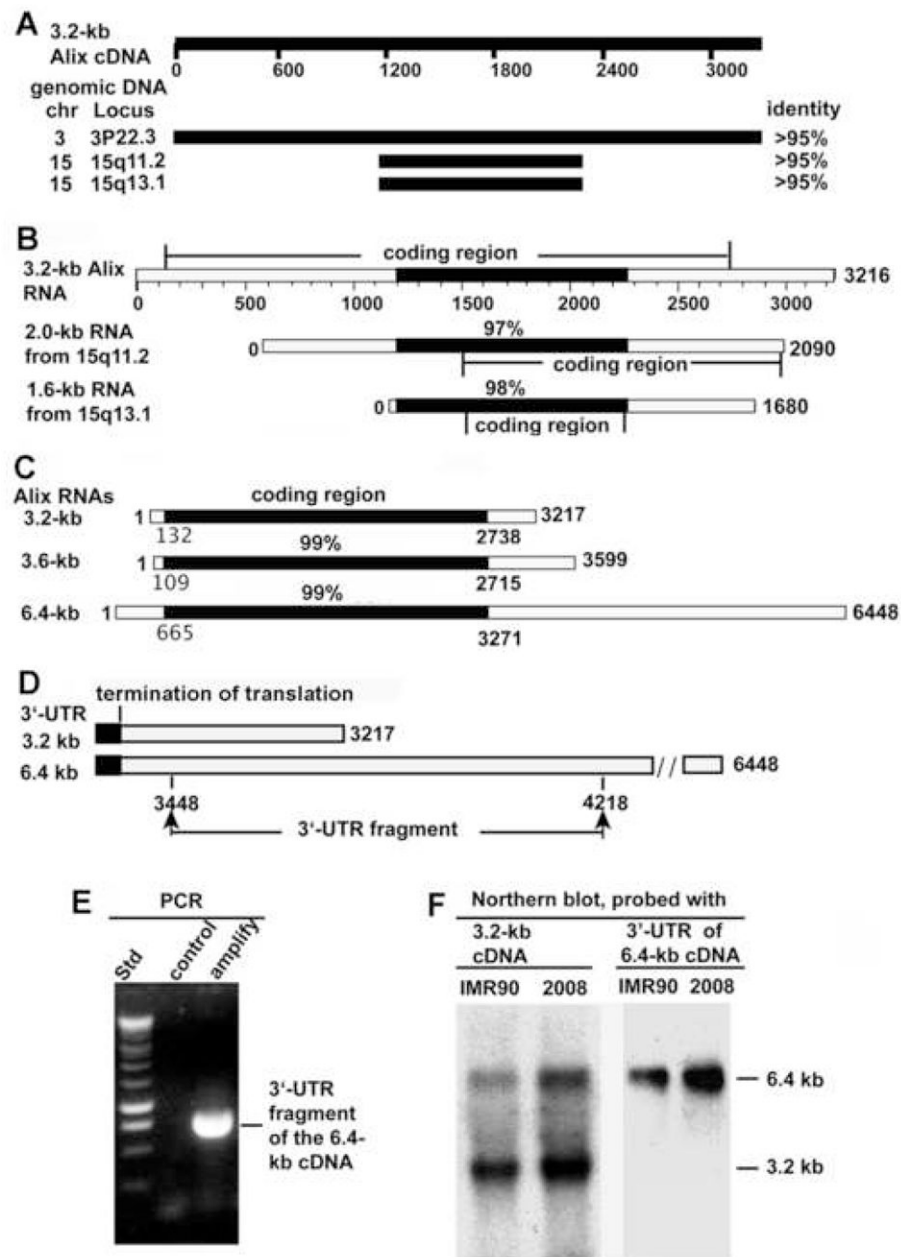 A
3.2-kb
Alix cDNA
0 600 1200 1800 2400 3000
genomic DNA
chr Locus identity
3 3P22.3 >95%
15 15q11.2 >95%
15 15q13.1 >95%
B
coding region
3.2-kb Alix RNA 3216
0 500 1000 1500 2000 2500 3000
2.0-kb RNA from 15q11.2 0 97% 2090
coding region
1.6-kb RNA from 15q13.1 0 98% 1680
coding region
C
Alix RNAs coding region
3.2-kb 1 3217
132 2738
99%
3.6-kb 1 3599
109 2715
99%
6.4-kb 1 6448
665 3271
D
termination of translation
3'-UTR
3.2 kb 3217
6.4 kb // 6448
3448 4218
3'-UTR fragment
E
PCR
Std control amplify
3'-UTR
fragment
of the 6.4-
kb cDNA
F
Northern blot, probed with
3.2-kb
cDNA
3'-UTR of
6.4-kb cDNA
IMR90 2008 IMR90 2008
6.4 kb
3.2 kb